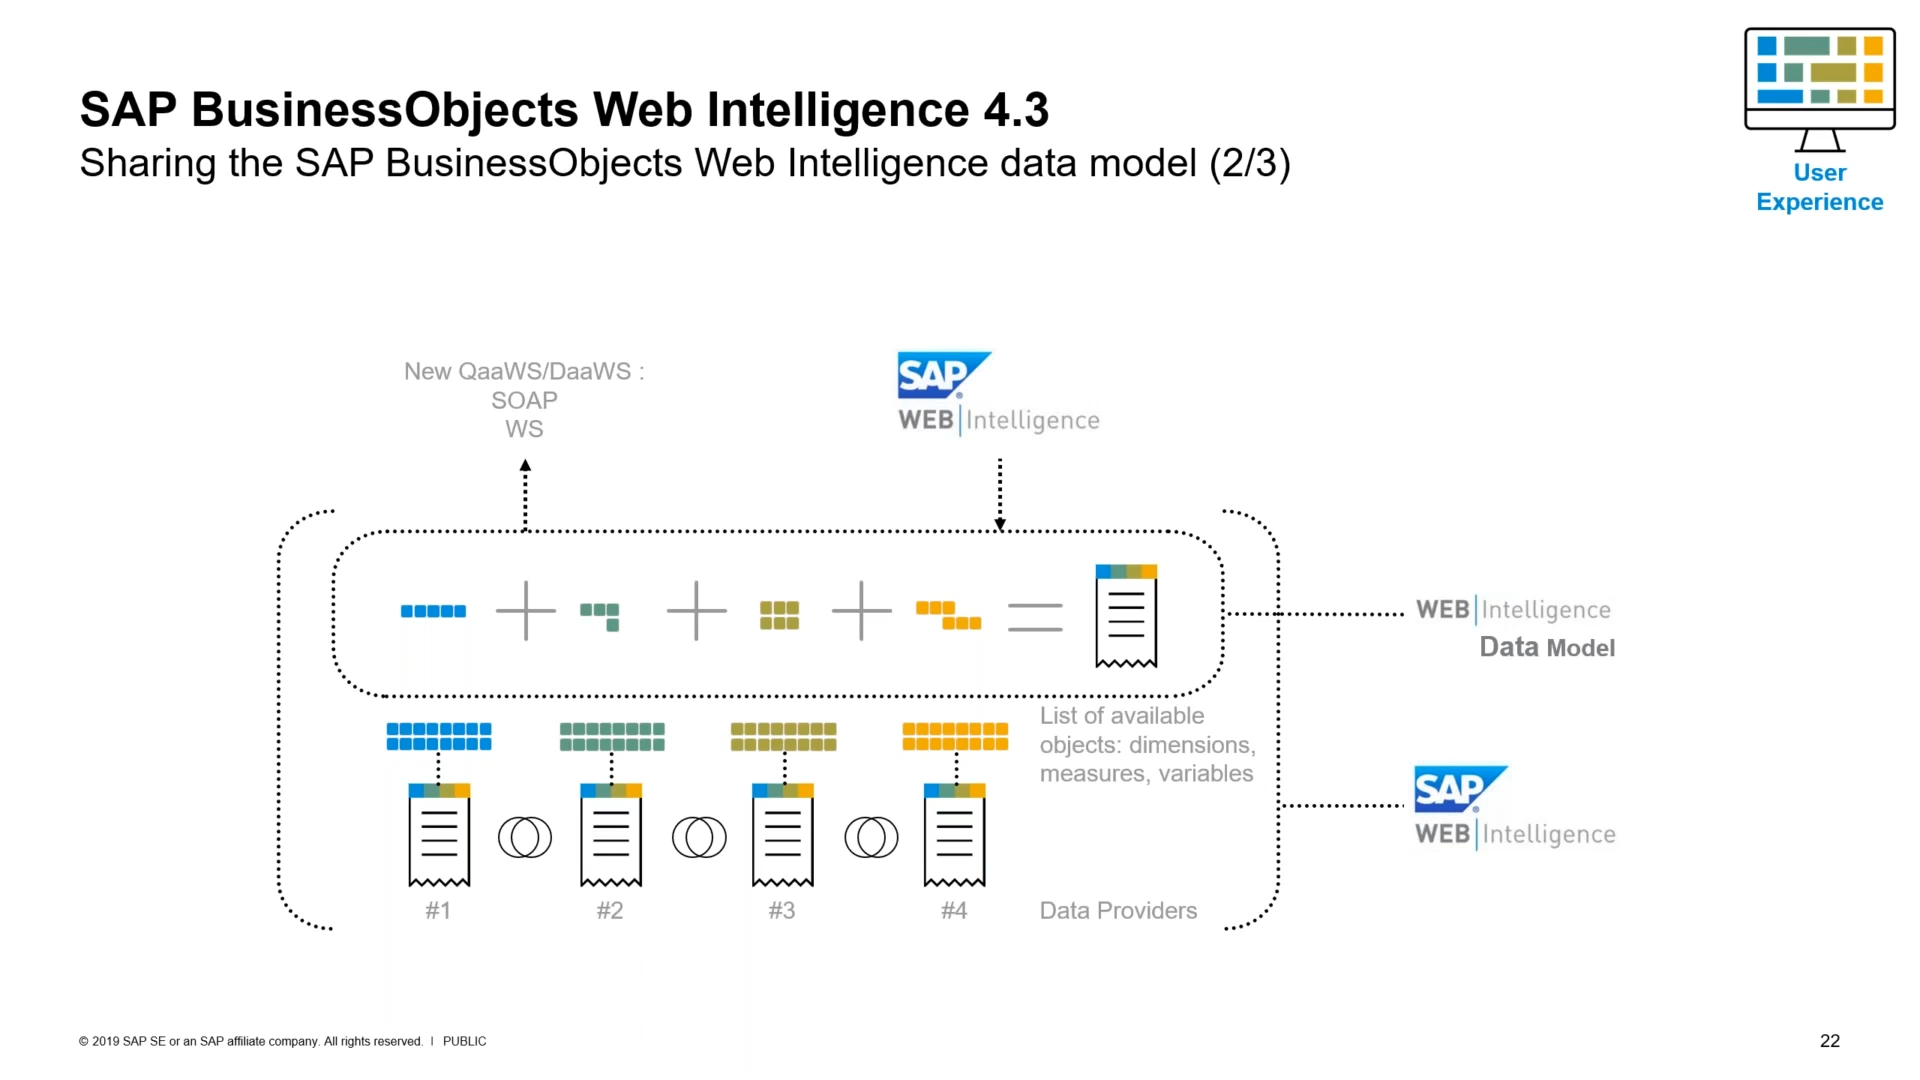 SAP BusinessObjects Web Intelligence 4.3
Sharing the SAP BusinessObjects Web Intelligence data model (2/3)
User
Experience
New QaaWS/DaaWS :
SOAP
WS
SAP
WEB Intelligence
WEB Intelligence
Data Model
List of available
objects: dimensions,
measures, variables
SAP
WEB Intelligence
#1
#2
#3
#4
Data Providers
© 2019 SAP SE or an SAP affiliate company. All rights reserved. I PUBLIC
22